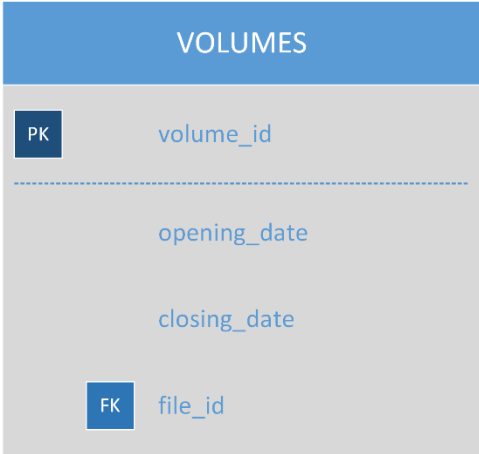 VOLUMES
PK volume_id
opening_date
closing_date
FK file_id